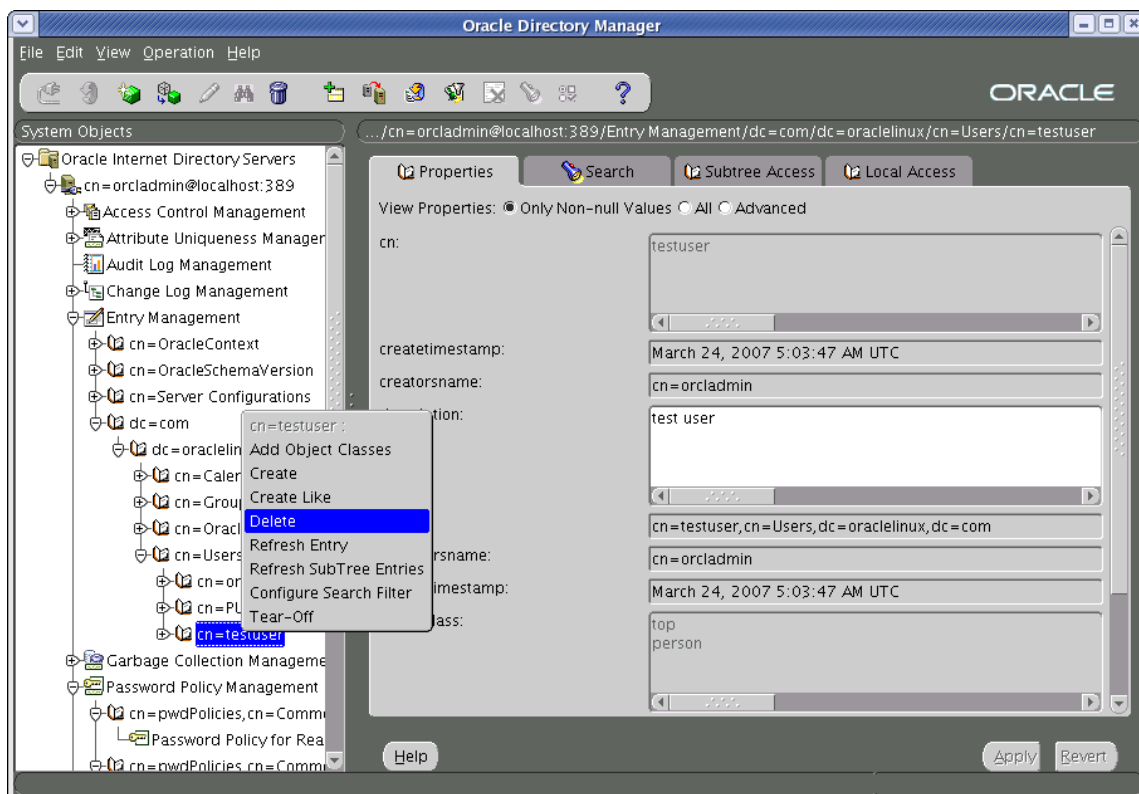 Oracle Directory Manager
File Edit View Operation Help
ORACLE
System Objects
.../cn=orcladmin@localhost:389/Entry Management/dc=com/dc=oraclelinux/cn=Users/cn=testuser
Oracle Internet Directory Servers
cn=orcladmin@localhost:389
Access Control Management
Attribute Uniqueness Manager
Audit Log Management
Change Log Management
Entry Management
cn=OracleContext
cn=OracleSchemaVersion
cn=Server Configurations
dc=com
dc=oraclelin
cn=Caler
cn=Grou
cn=Oracl
cn=Users
cn=or
cn=PU
cn=testuser
Garbage Collection Manageme
Password Policy Management
cn=pwdPolicies,cn=Commo
Password Policy for Rea
cn=pwdPolicies,cn=Commo
cn=testuser :
Add Object Classes
Create
Create Like
Delete
Refresh Entry
Refresh SubTree Entries
Configure Search Filter
Tear-Off
Properties Search Subtree Access Local Access
View Properties: Only Non-null Values All Advanced
cn: testuser
createtimestamp: March 24, 2007 5:03:47 AM UTC
creatorsname: cn=orcladmin
tion: test user
cn=testuser,cn=Users,dc=oraclelinux,dc=com
rsname: cn=orcladmin
imestamp: March 24, 2007 5:03:47 AM UTC
lass: top
person
Help Apply Revert